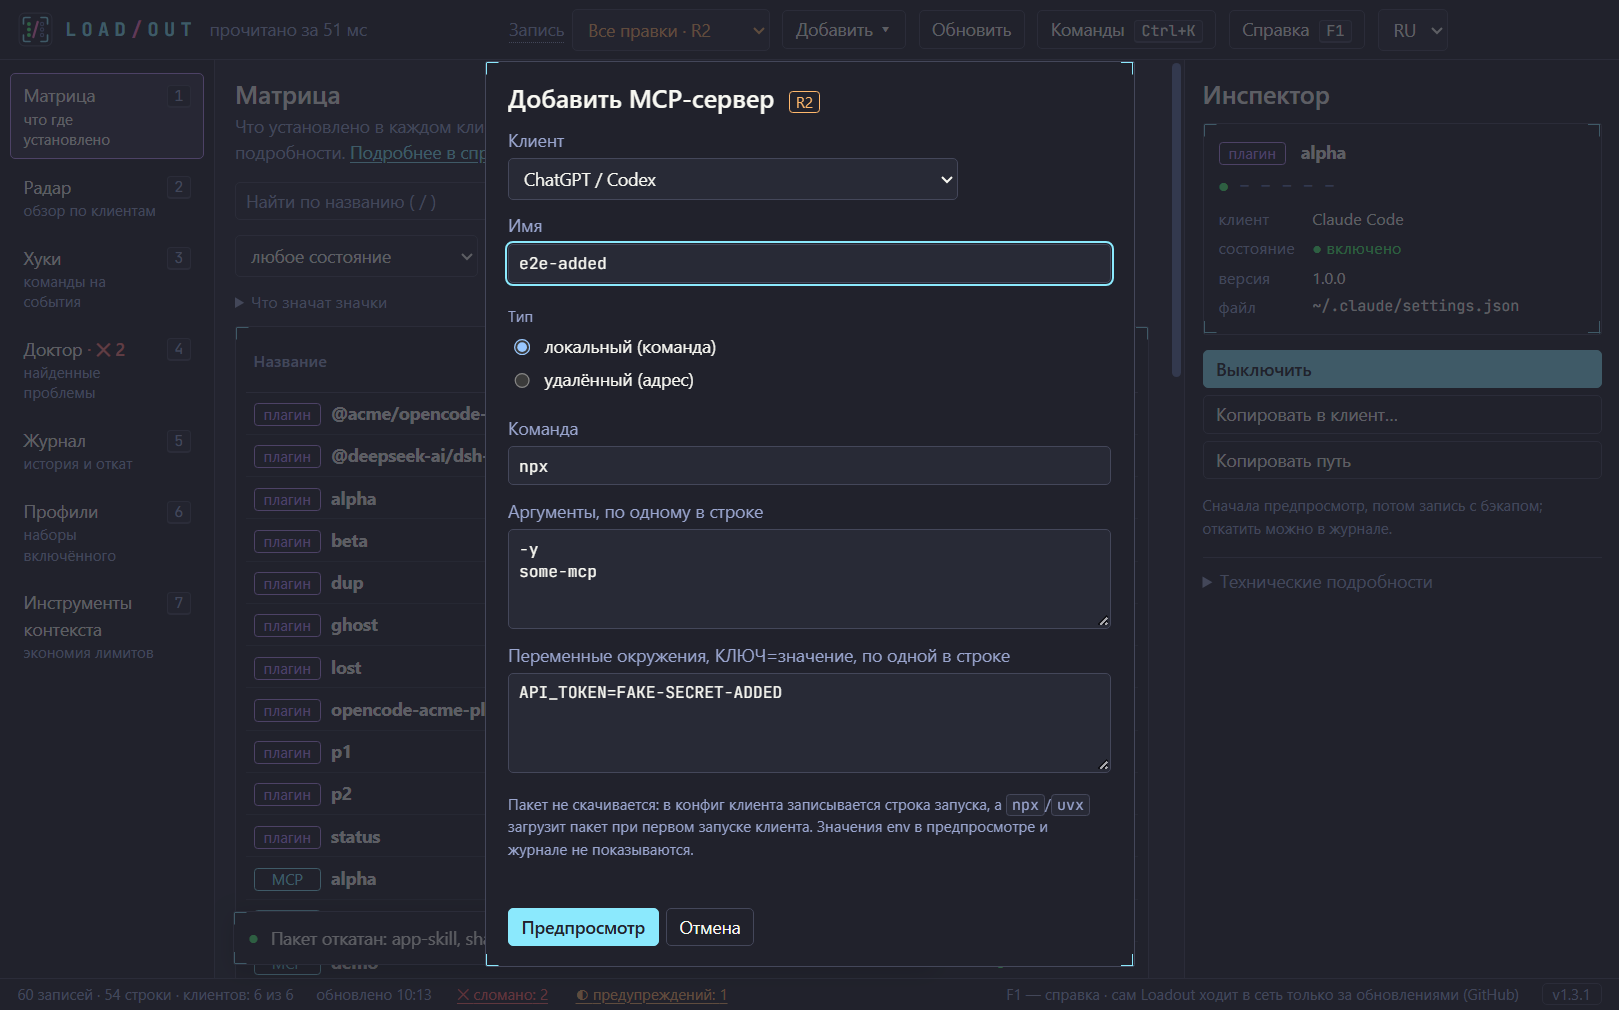 LOAD/OUT прочитано за 51 мс Запись Все правки · R2 Добавить ▾ Обновить Команды Ctrl+K Справка F1 RU
Матрица 1
что где
установлено
Радар 2
обзор по клиентам
Хуки 3
команды на
события
Доктор · ✕ 2 4
найденные
проблемы
Журнал 5
история и откат
Профили 6
наборы
включённого
Инструменты 7
контекста
экономия лимитов
Матрица
Что установлено в каждом кли
подробности. Подробнее в спр
Найти по названию ( / )
любое состояние
▶ Что значат значки
Название
плагин @acme/opencode-
плагин @deepseek-ai/dsh-
плагин alpha
плагин beta
плагин dup
плагин ghost
плагин lost
плагин opencode-acme-pl
плагин p1
плагин p2
плагин status
MCP alpha
Пакет откатан: app-skill, sha
MCP demo
Добавить MCP-сервер R2
Клиент
ChatGPT / Codex
Имя
e2e-added
Тип
локальный (команда)
удалённый (адрес)
Команда
npx
Аргументы, по одному в строке
-y
some-mcp
Переменные окружения, КЛЮЧ=значение, по одной в строке
API_TOKEN=FAKE-SECRET-ADDED
Пакет не скачивается: в конфиг клиента записывается строка запуска, а npx/uvx
загрузит пакет при первом запуске клиента. Значения env в предпросмотре и
журнале не показываются.
Предпросмотр Отмена
Инспектор
плагин alpha
● – – – – –
клиент Claude Code
состояние ● включено
версия 1.0.0
файл ~/.claude/settings.json
Выключить
Копировать в клиент...
Копировать путь
Сначала предпросмотр, потом запись с бэкапом;
откатить можно в журнале.
▶ Технические подробности
60 записей · 54 строки · клиентов: 6 из 6 обновлено 10:13 ✕ сломано: 2 ◐ предупреждений: 1 F1 — справка · сам Loadout ходит в сеть только за обновлениями (GitHub) v1.3.1